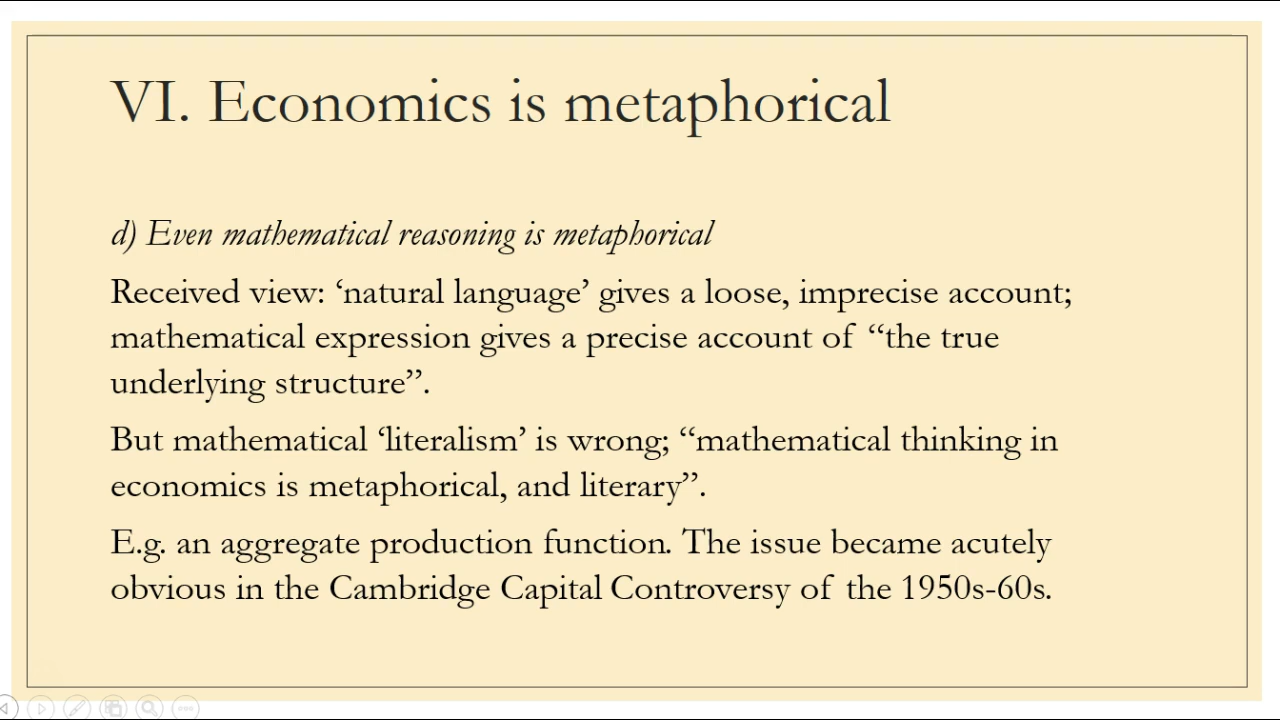 VI. Economics is metaphorical
d) Even mathematical reasoning is metaphorical
Received view: ‘natural language’ gives a loose, imprecise account;
mathematical expression gives a precise account of “the true
underlying structure”.
But mathematical ‘literalism’ is wrong; “mathematical thinking in
economics is metaphorical, and literary”.
E.g. an aggregate production function. The issue became acutely
obvious in the Cambridge Capital Controversy of the 1950s-60s.